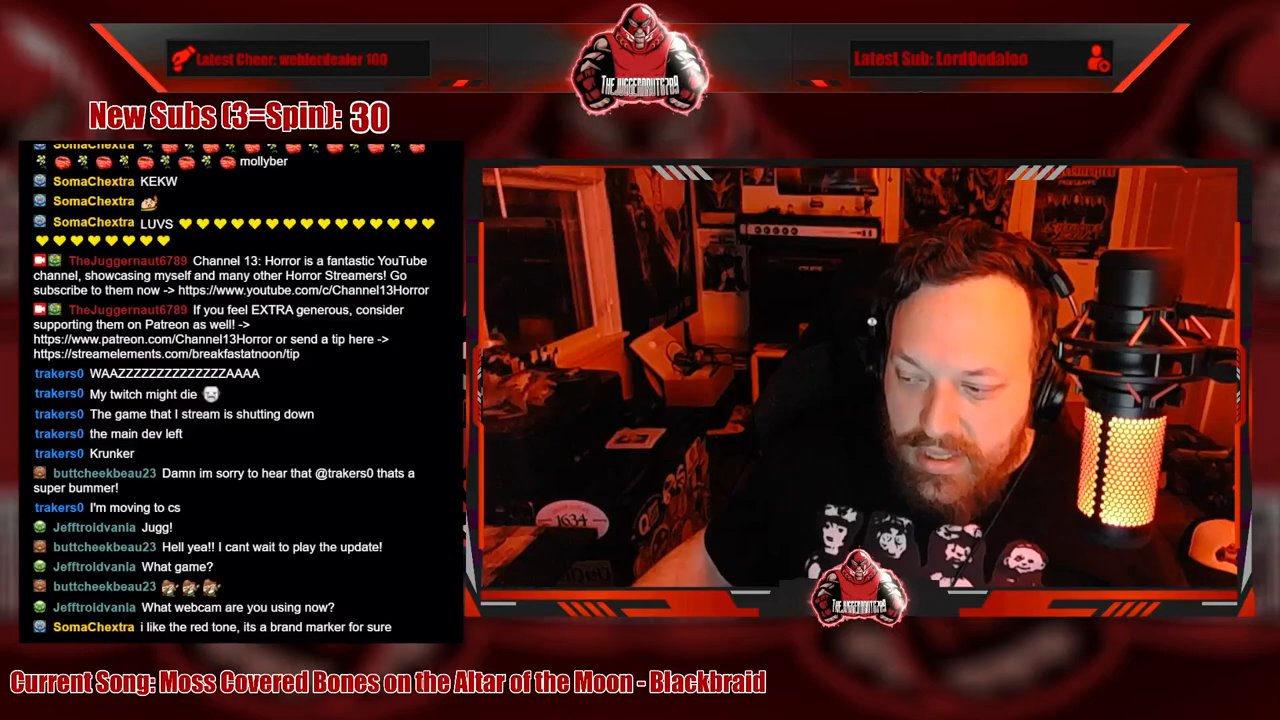 Latest Cheer: wehlerdealer 100
THEJUGGERNAUT6789
Latest Sub: LordOodaloo
New Subs (3=Spin): 30
SomaChextra
mollyber
SomaChextra KEKW
SomaChextra
SomaChextra LUVS
TheJuggernaut6789 Channel 13: Horror is a fantastic YouTube
channel, showcasing myself and many other Horror Streamers! Go
subscribe to them now -> https://www.youtube.com/c/Channel13Horror
TheJuggernaut6789 If you feel EXTRA generous, consider
supporting them on Patreon as well! ->
https://www.patreon.com/Channel13Horror or send a tip here ->
https://streamelements.com/breakfastatnoon/tip
trakers0 WAAZZZZZZZZZZZZZZAAAA
trakers0 My twitch might die
trakers0 The game that I stream is shutting down
trakers0 the main dev left
trakers0 Krunker
buttcheekbeau23 Damn im sorry to hear that @trakers0 thats a
super bummer!
trakers0 I'm moving to cs
Jefftroidvania Jugg!
buttcheekbeau23 Hell yea!! I cant wait to play the update!
Jefftroidvania What game?
buttcheekbeau23
Jefftroidvania What webcam are you using now?
SomaChextra i like the red tone, its a brand marker for sure
1634
THEJUGGERNAUT6789
Current Song: Moss Covered Bones on the Altar of the Moon - Blackbraid